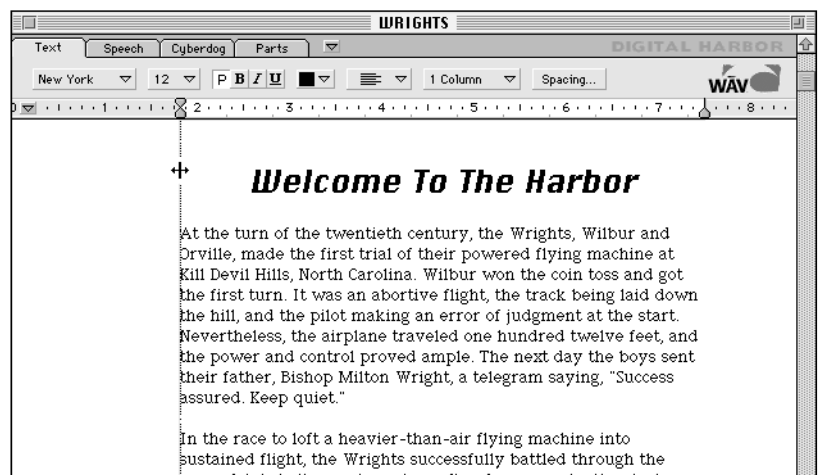 WRIGHTS
Text Speech Cyberdog Parts DIGITAL HARBOR
New York 12 P B I U 1 Column Spacing... WĀV
0 1 2 3 4 5 6 7 8
Welcome To The Harbor
At the turn of the twentieth century, the Wrights, Wilbur and
Orville, made the first trial of their powered flying machine at
Kill Devil Hills, North Carolina. Wilbur won the coin toss and got
the first turn. It was an abortive flight, the track being laid down
the hill, and the pilot making an error of judgment at the start.
Nevertheless, the airplane traveled one hundred twelve feet, and
the power and control proved ample. The next day the boys sent
their father, Bishop Milton Wright, a telegram saying, "Success
assured. Keep quiet."
In the race to loft a heavier-than-air flying machine into
sustained flight, the Wrights successfully battled through the